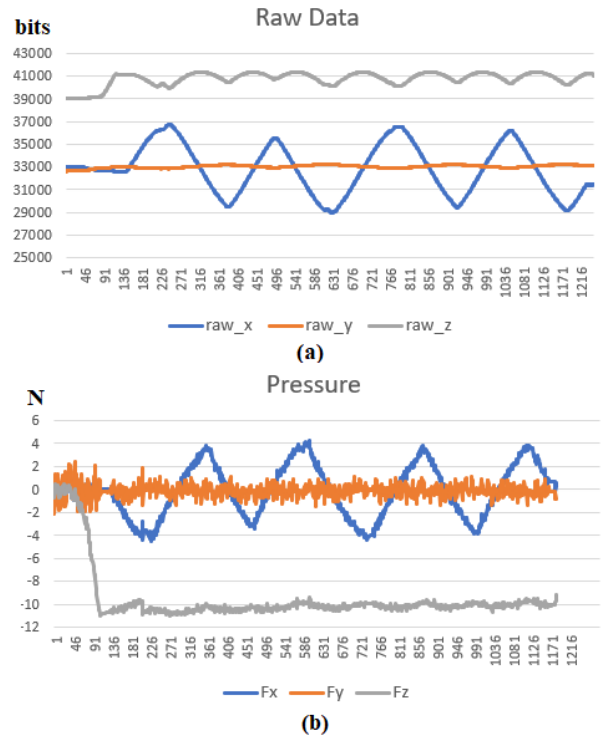 Raw Data
bits
43000
41000
39000
37000
35000
33000
31000
29000
27000
25000
1 46 91 136 181 226 271 316 361 406 451 496 541 586 631 676 721 766 811 856 901 946 991 1036 1081 1126 1171 1216
raw_x raw_y raw_z
(a)
Pressure
N
6
4
2
0
-2
-4
-6
-8
-10
-12
1 46 91 136 181 226 271 316 361 406 451 496 541 586 631 676 721 766 811 856 901 946 991 1036 1081 1126 1171 1216
Fx Fy Fz
(b)